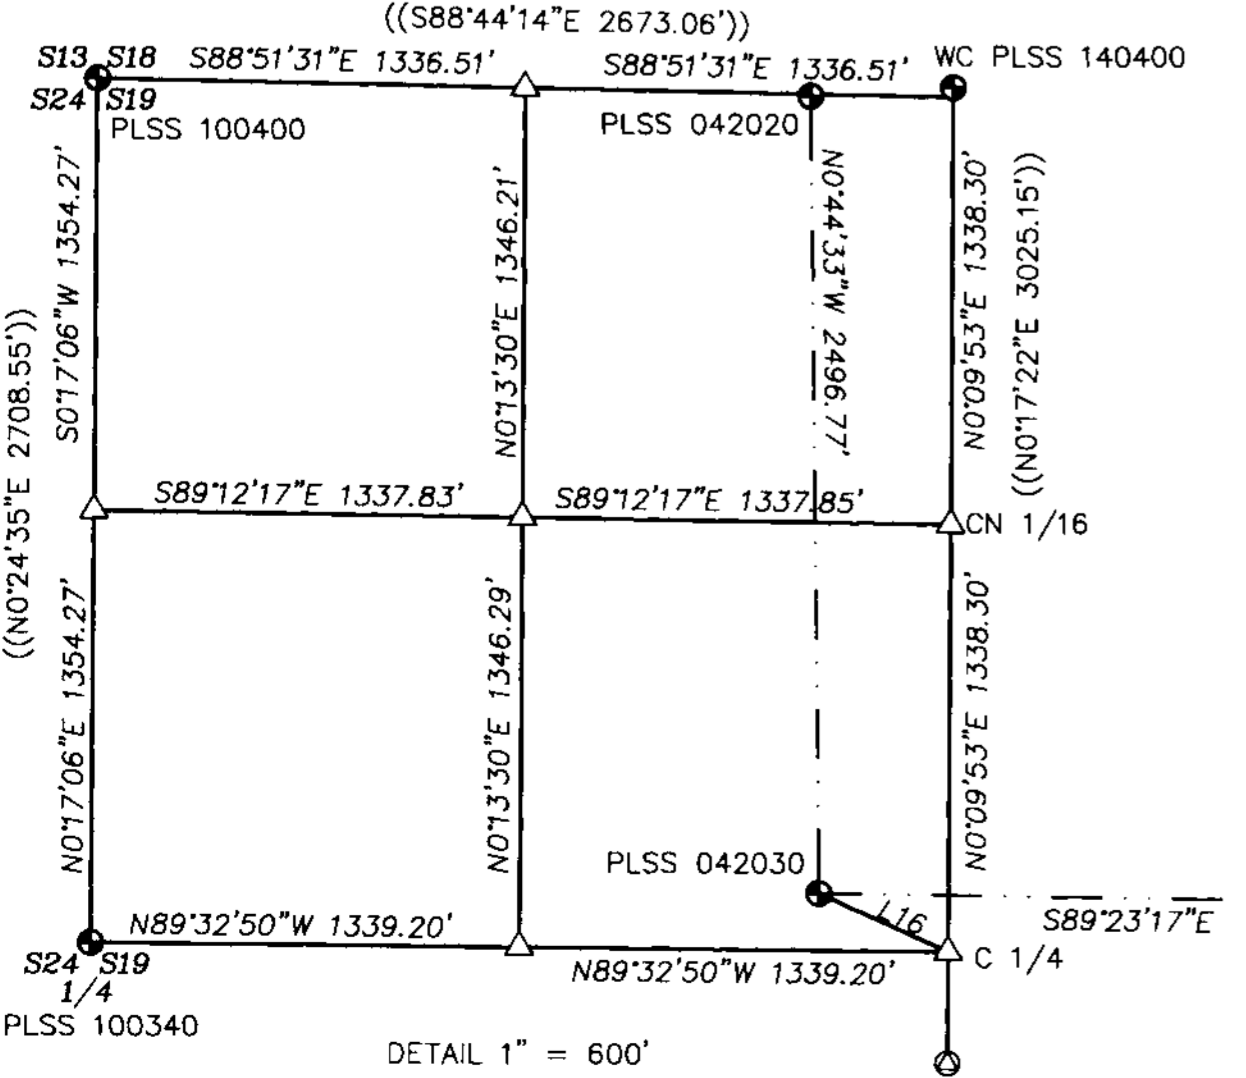 ((S88°44'14"E 2673.06'))
S13 S18
S88°51'31"E 1336.51'
S88°51'31"E 1336.51'
WC PLSS 140400
S24 S19
PLSS 100400
PLSS 042020
S0°17'06"W 1354.27'
N0°13'30"E 1346.21'
N0°44'33"W 2496.77'
N0°09'53"E 1338.30'
((N0°17'22"E 3025.15'))
((N0°24'35"E 2708.55'))
S89°12'17"E 1337.83'
S89°12'17"E 1337.85'
CN 1/16
N0°17'06"E 1354.27'
N0°13'30"E 1346.29'
N0°09'53"E 1338.30'
PLSS 042030
L16
S89°23'17"E
N89°32'50"W 1339.20'
N89°32'50"W 1339.20'
C 1/4
S24 S19
1/4
PLSS 100340
DETAIL 1" = 600'